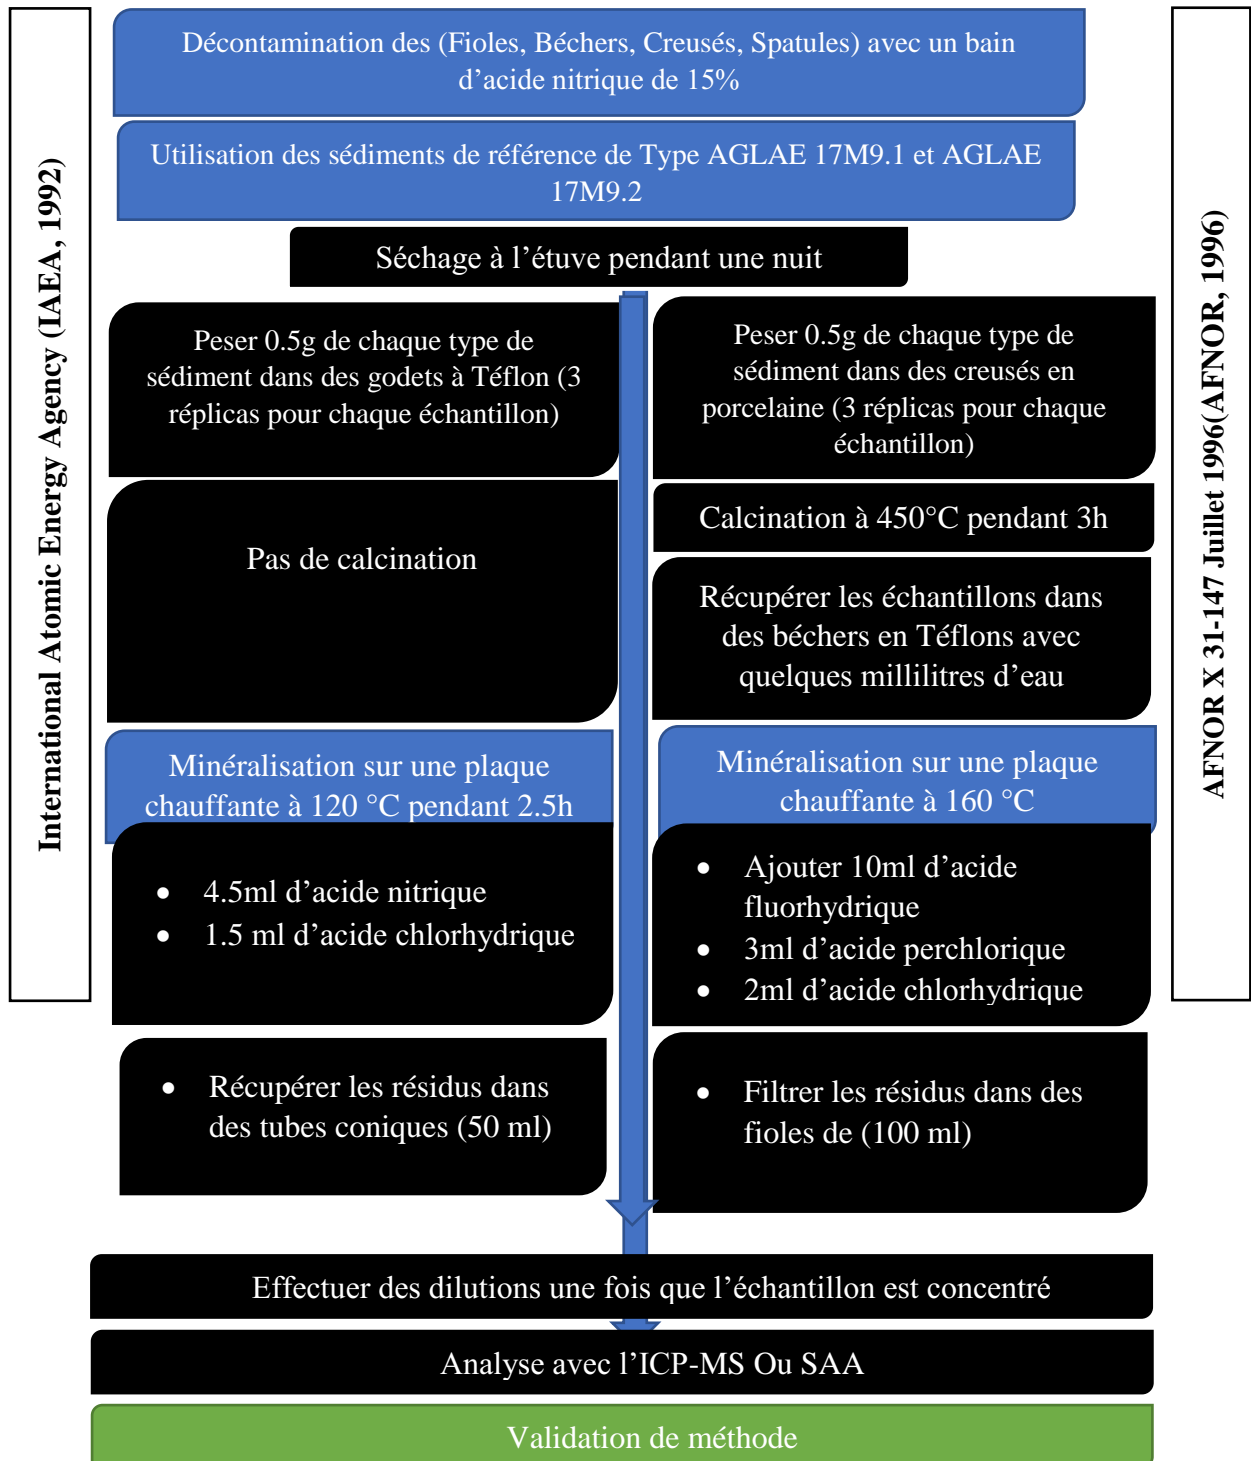 Décontamination des (Fioles, Béchers, Creusés, Spatules) avec un bain
d'acide nitrique de 15%
Utilisation des sédiments de référence de Type AGLAE 17M9.1 et AGLAE
17M9.2
Séchage à l'étuve pendant une nuit
International Atomic Energy Agency (IAEA, 1992)
Peser 0.5g de chaque type de
sédiment dans des godets à Téflon (3
réplicas pour chaque échantillon)
Pas de calcination
Minéralisation sur une plaque
chauffante à 120 °C pendant 2.5h
• 4.5ml d'acide nitrique
• 1.5 ml d'acide chlorhydrique
• Récupérer les résidus dans
des tubes coniques (50 ml)
AFNOR X 31-147 Juillet 1996(AFNOR, 1996)
Peser 0.5g de chaque type de
sédiment dans des creusés en
porcelaine (3 réplicas pour chaque
échantillon)
Calcination à 450°C pendant 3h
Récupérer les échantillons dans
des béchers en Téflons avec
quelques millilitres d'eau
Minéralisation sur une plaque
chauffante à 160 °C
• Ajouter 10ml d'acide
fluorhydrique
• 3ml d'acide perchlorique
• 2ml d'acide chlorhydrique
• Filtrer les résidus dans des
fioles de (100 ml)
Effectuer des dilutions une fois que l'échantillon est concentré
Analyse avec l'ICP-MS Ou SAA
Validation de méthode